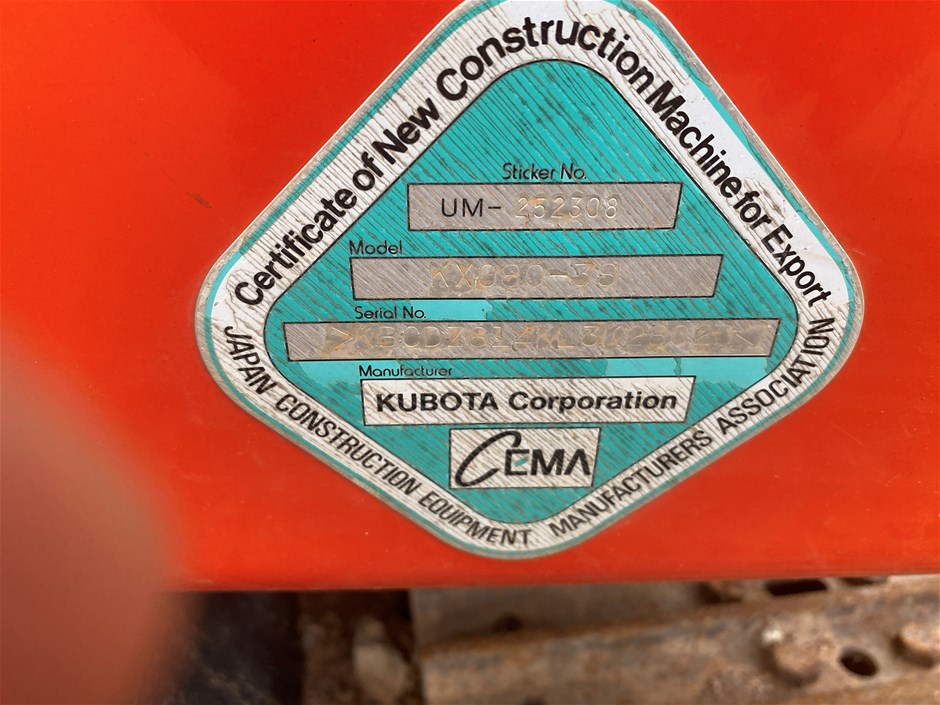 Certificate of New Construction Machine for Export
Sticker No.
UM- 252308
Model
Serial No.
Manufacturer
KUBOTA Corporation
CEMA
JAPAN CONSTRUCTION EQUIPMENT MANUFACTURERS ASSOCIATION